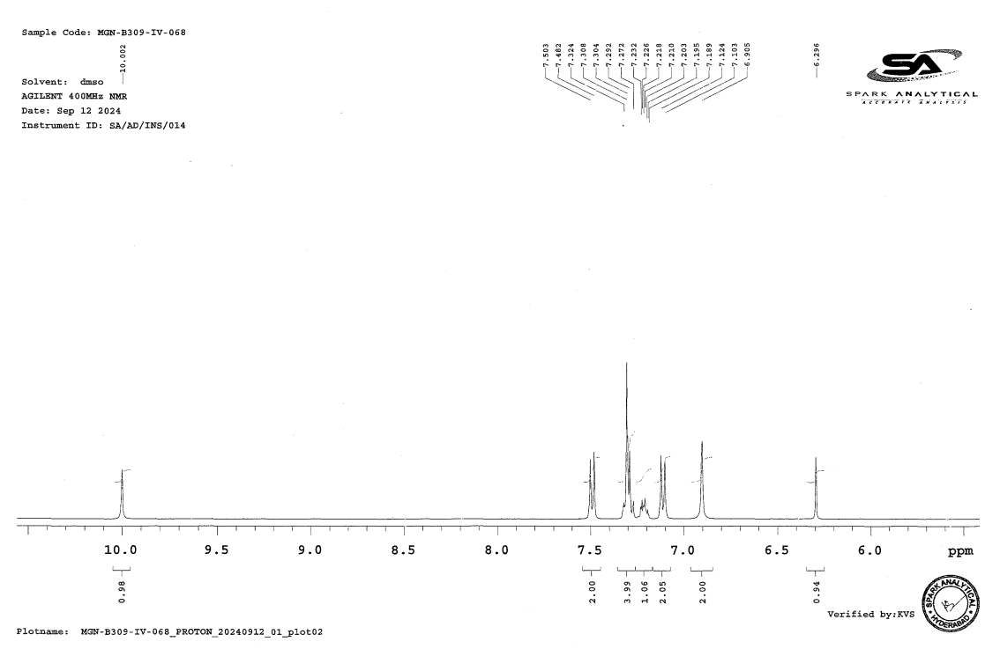 Sample Code: MGN-B309-IV-068
10.002
7.503
7.482
7.324
7.308
7.304
7.292
7.272
7.232
7.226
7.218
7.210
7.203
7.195
7.189
7.124
7.103
6.905
6.296
Solvent: dmso
AGILENT 400MHz NMR
Date: Sep 12 2024
Instrument ID: SA/AD/INS/014
SA
SPARK ANALYTICAL
ACCURATE ANALYSIS
10.0 9.5 9.0 8.5 8.0 7.5 7.0 6.5 6.0 ppm
0.98
2.00
3.99
1.06
2.05
2.00
0.94
Verified by:KVS
SPARK ANALYTICAL
HYDERABAD
Plotname: MGN-B309-IV-068_PROTON_20240912_01_plot02